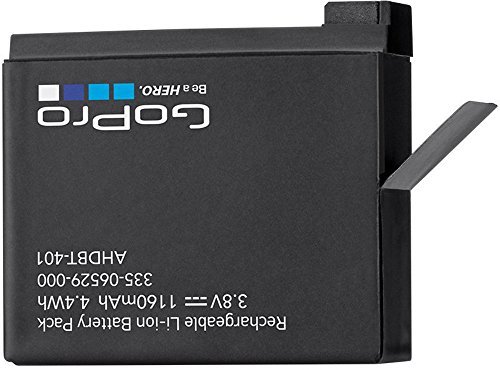 Rechargeable Li-ion Battery Pack
3.8V ⎓ 1160mAh 4.4Wh
335-06529-000
AHDBT-401
GoPro
Be a HERO.